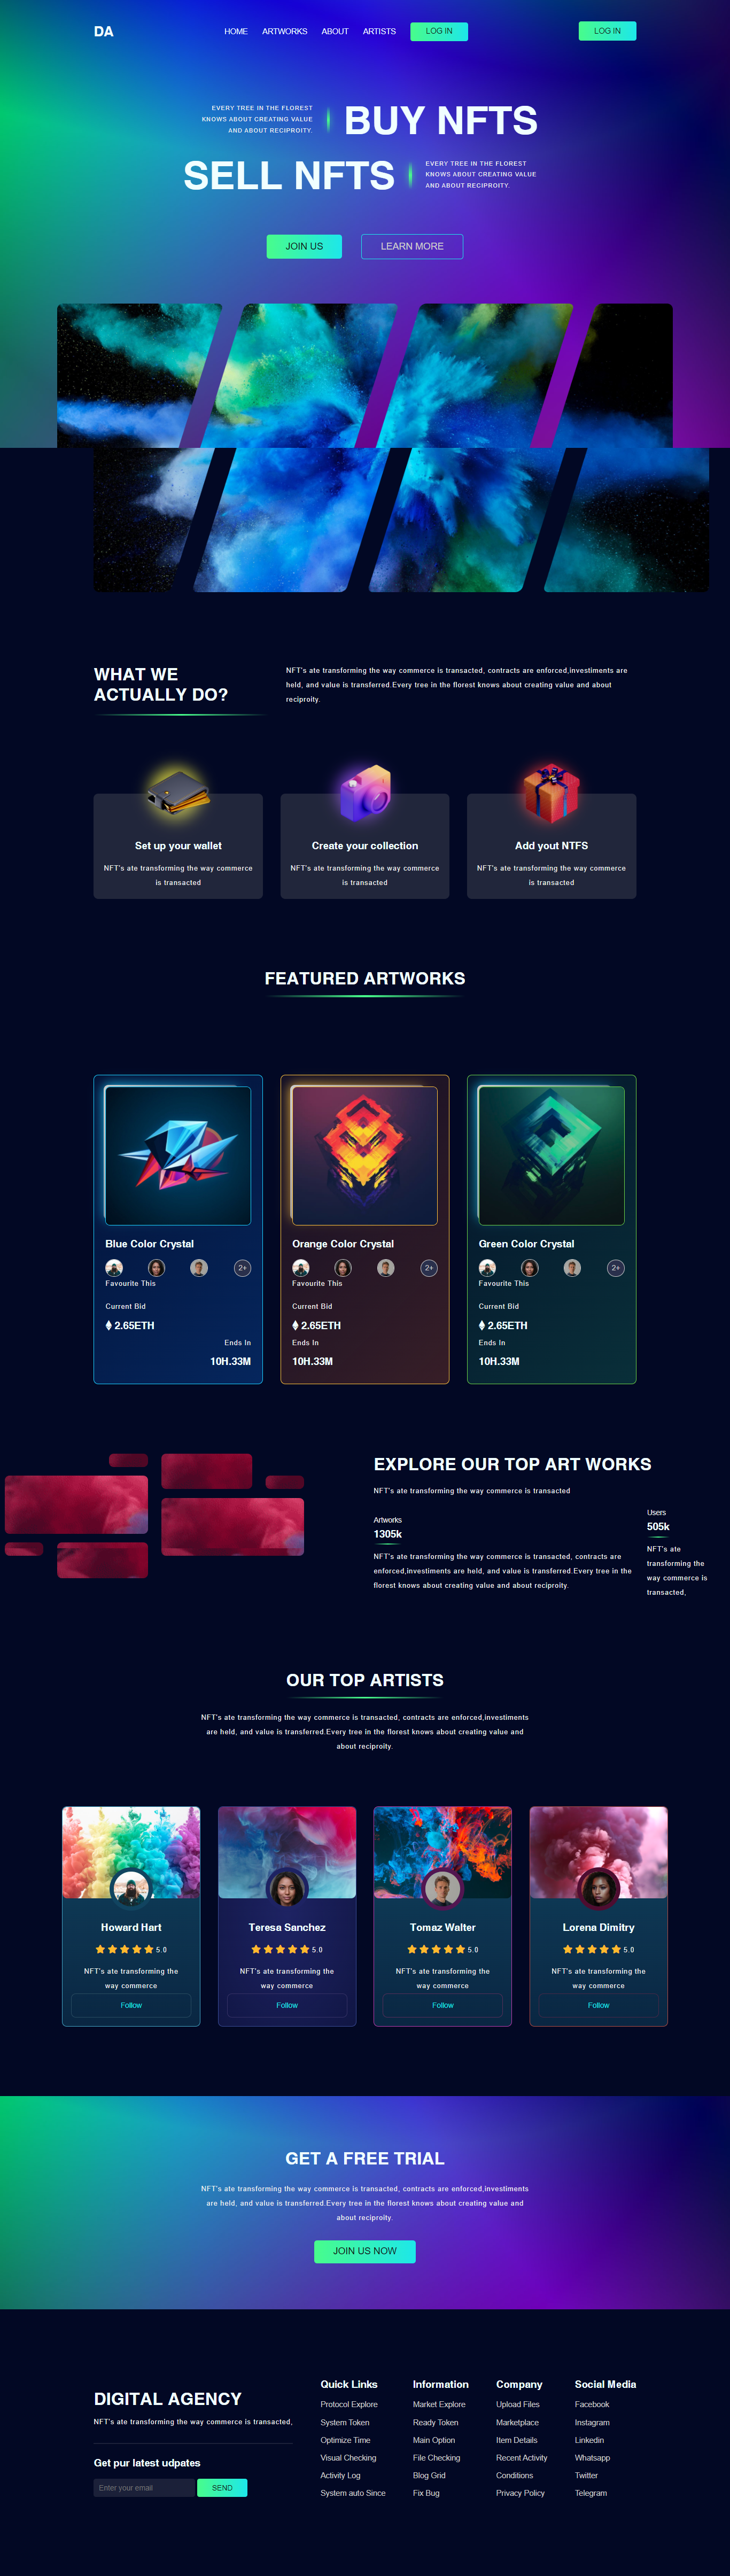 DA
HOME
ARTWORKS
ABOUT
ARTISTS
LOG IN
LOG IN
EVERY TREE IN THE FLOREST
KNOWS ABOUT CREATING VALUE
AND ABOUT RECIPROITY.
BUY NFTS
SELL NFTS
EVERY TREE IN THE FLOREST
KNOWS ABOUT CREATING VALUE
AND ABOUT RECIPROITY.
JOIN US
LEARN MORE
WHAT WE
ACTUALLY DO?
NFT's ate transforming the way commerce is transacted, contracts are enforced,investiments are
held, and value is transferred.Every tree in the florest knows about creating value and about
reciproity.
Set up your wallet
NFT's ate transforming the way commerce
is transacted
Create your collection
NFT's ate transforming the way commerce
is transacted
Add yout NTFS
NFT's ate transforming the way commerce
is transacted
FEATURED ARTWORKS
Blue Color Crystal
2+
Favourite This
Current Bid
2.65ETH
Ends In
10H.33M
Orange Color Crystal
2+
Favourite This
Current Bid
2.65ETH
Ends In
10H.33M
Green Color Crystal
2+
Favourite This
Current Bid
2.65ETH
Ends In
10H.33M
EXPLORE OUR TOP ART WORKS
NFT's ate transforming the way commerce is transacted
Artworks
1305k
NFT's ate transforming the way commerce is transacted, contracts are
enforced,investiments are held, and value is transferred.Every tree in the
florest knows about creating value and about reciproity.
Users
505k
NFT's ate
transforming the
way commerce is
transacted,
OUR TOP ARTISTS
NFT's ate transforming the way commerce is transacted, contracts are enforced,investiments
are held, and value is transferred.Every tree in the florest knows about creating value and
about reciproity.
Howard Hart
5.0
NFT's ate transforming the
way commerce
Follow
Teresa Sanchez
5.0
NFT's ate transforming the
way commerce
Follow
Tomaz Walter
5.0
NFT's ate transforming the
way commerce
Follow
Lorena Dimitry
5.0
NFT's ate transforming the
way commerce
Follow
GET A FREE TRIAL
NFT's ate transforming the way commerce is transacted, contracts are enforced,investiments
are held, and value is transferred.Every tree in the florest knows about creating value and
about reciproity.
JOIN US NOW
DIGITAL AGENCY
NFT's ate transforming the way commerce is transacted,
Get pur latest udpates
Enter your email
SEND
Quick Links
Protocol Explore
System Token
Optimize Time
Visual Checking
Activity Log
System auto Since
Information
Market Explore
Ready Token
Main Option
File Checking
Blog Grid
Fix Bug
Company
Upload Files
Marketplace
Item Details
Recent Activity
Conditions
Privacy Policy
Social Media
Facebook
Instagram
Linkedin
Whatsapp
Twitter
Telegram